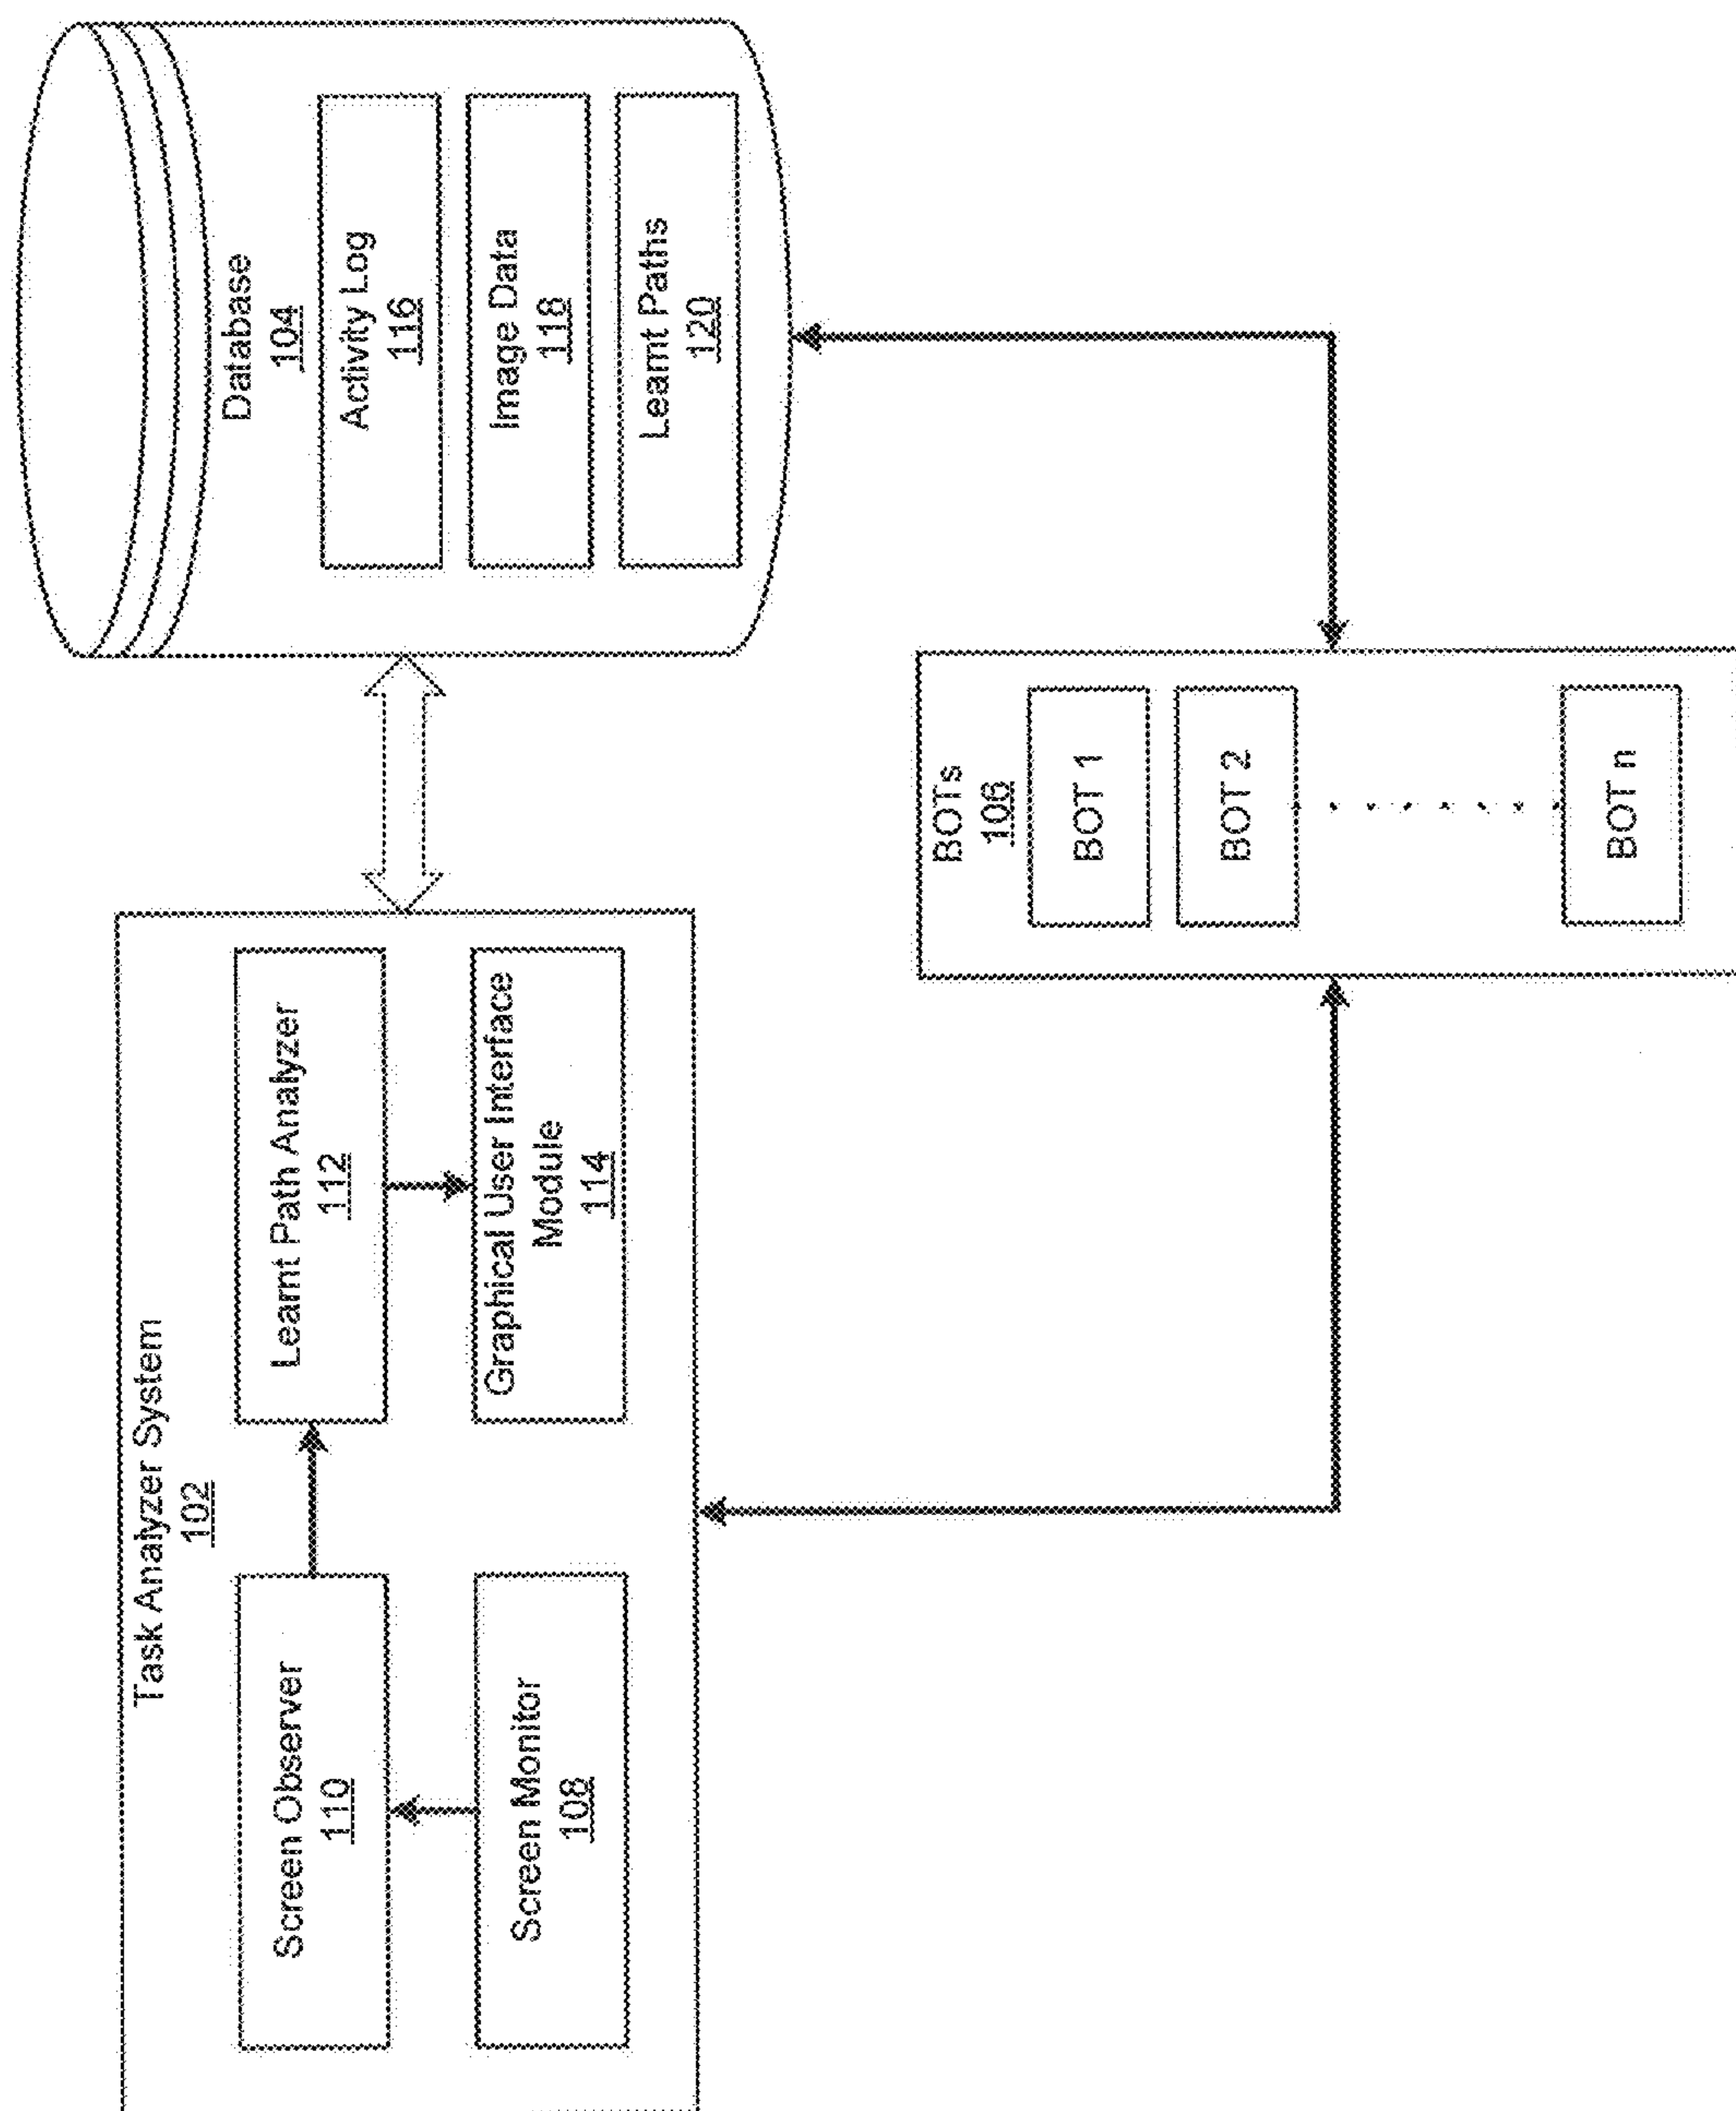 Task Analyzer System
102
Screen Observer
110
Screen Monitor
108
Learnt Path Analyzer
112
Graphical User Interface
Module
114
Database
104
Activity Log
116
Image Data
118
Learnt Paths
120
BOTs
106
BOT 1
BOT 2
BOT n